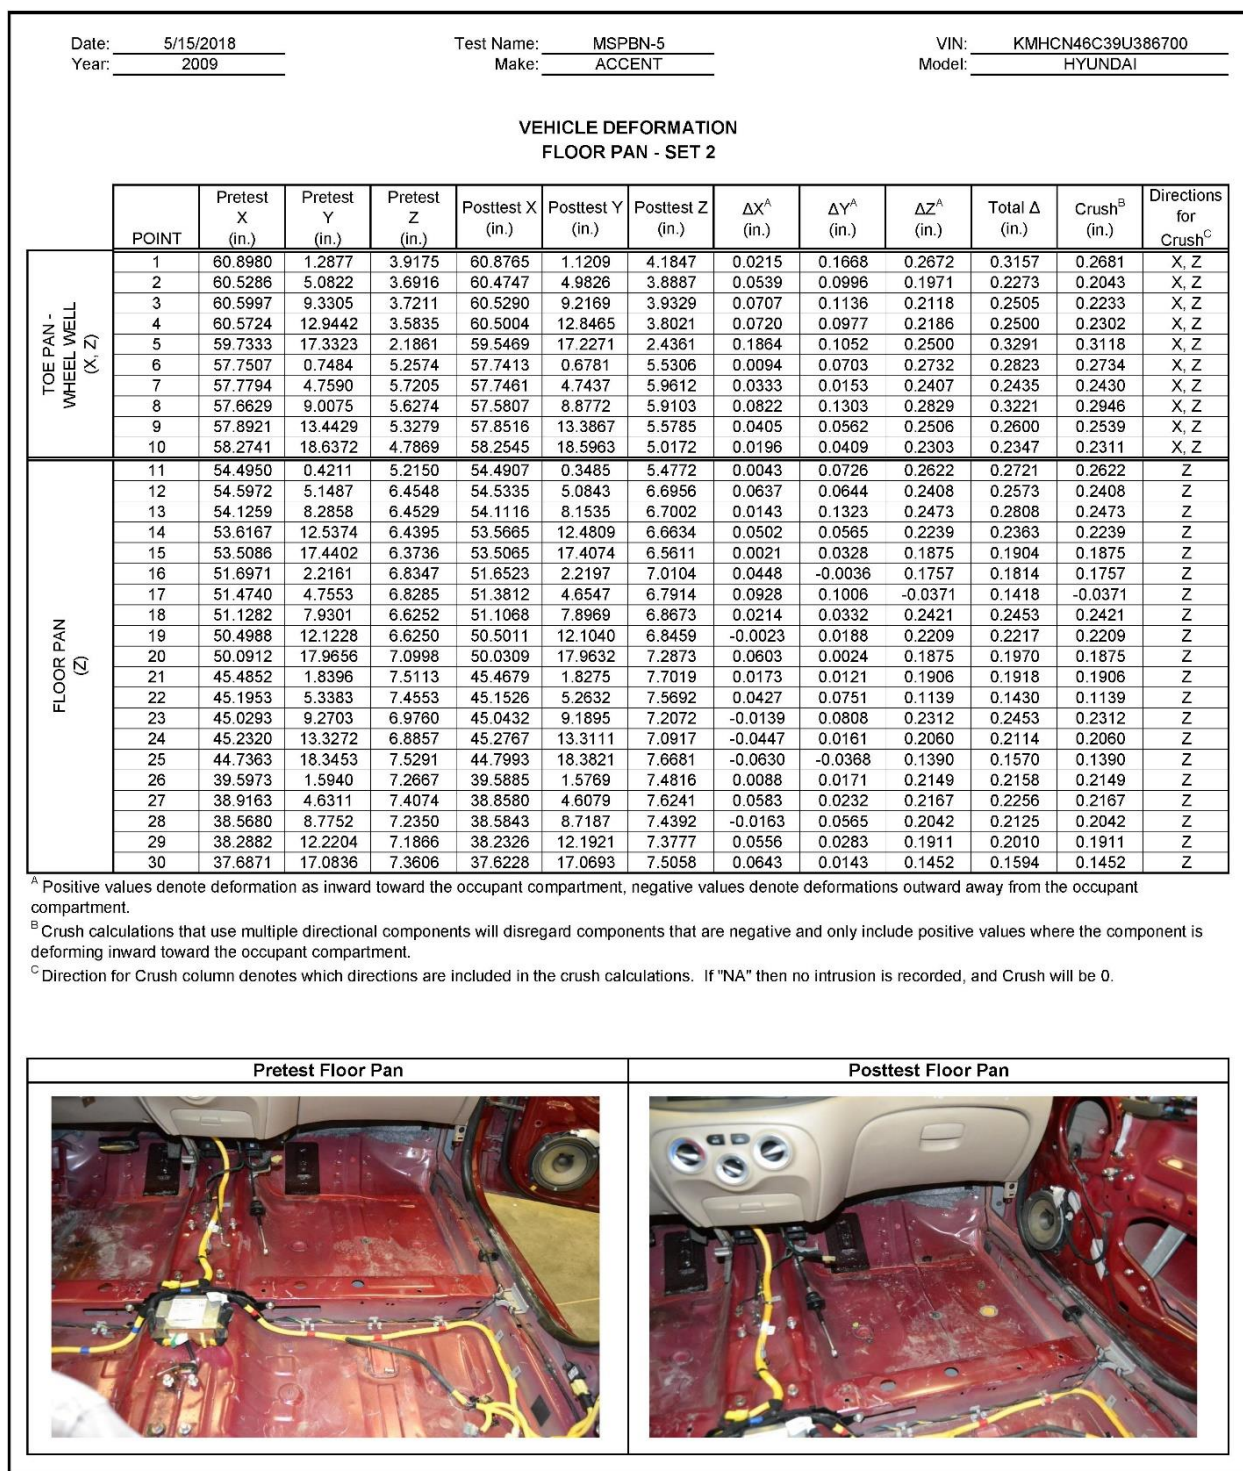 Date: 5/15/2018 Test Name: MSPBN-5 VIN: KMHCN46C39U386700
Year: 2009 Make: ACCENT Model: HYUNDAI
VEHICLE DEFORMATION
FLOOR PAN - SET 2
POINT Pretest X (in.) Pretest Y (in.) Pretest Z (in.) Posttest X (in.) Posttest Y (in.) Posttest Z (in.) ΔX^A (in.) ΔY^A (in.) ΔZ^A (in.) Total Δ (in.) Crush^B (in.) Directions for Crush^C
TOE PAN - WHEEL WELL (X, Z)
1 60.8980 1.2877 3.9175 60.8765 1.1209 4.1847 0.0215 0.1668 0.2672 0.3157 0.2681 X, Z
2 60.5286 5.0822 3.6916 60.4747 4.9826 3.8887 0.0539 0.0996 0.1971 0.2273 0.2043 X, Z
3 60.5997 9.3305 3.7211 60.5290 9.2169 3.9329 0.0707 0.1136 0.2118 0.2505 0.2233 X, Z
4 60.5724 12.9442 3.5835 60.5004 12.8465 3.8021 0.0720 0.0977 0.2186 0.2500 0.2302 X, Z
5 59.7333 17.3323 2.1861 59.5469 17.2271 2.4361 0.1864 0.1052 0.2500 0.3291 0.3118 X, Z
6 57.7507 0.7484 5.2574 57.7413 0.6781 5.5306 0.0094 0.0703 0.2732 0.2823 0.2734 X, Z
7 57.7794 4.7590 5.7205 57.7461 4.7437 5.9612 0.0333 0.0153 0.2407 0.2435 0.2430 X, Z
8 57.6629 9.0075 5.6274 57.5807 8.8772 5.9103 0.0822 0.1303 0.2829 0.3221 0.2946 X, Z
9 57.8921 13.4429 5.3279 57.8516 13.3867 5.5785 0.0405 0.0562 0.2506 0.2600 0.2539 X, Z
10 58.2741 18.6372 4.7869 58.2545 18.5963 5.0172 0.0196 0.0409 0.2303 0.2347 0.2311 X, Z
FLOOR PAN (Z)
11 54.4950 0.4211 5.2150 54.4907 0.3485 5.4772 0.0043 0.0726 0.2622 0.2721 0.2622 Z
12 54.5972 5.1487 6.4548 54.5335 5.0843 6.6956 0.0637 0.0644 0.2408 0.2573 0.2408 Z
13 54.1259 8.2858 6.4529 54.1116 8.1535 6.7002 0.0143 0.1323 0.2473 0.2808 0.2473 Z
14 53.6167 12.5374 6.4395 53.5665 12.4809 6.6634 0.0502 0.0565 0.2239 0.2363 0.2239 Z
15 53.5086 17.4402 6.3736 53.5065 17.4074 6.5611 0.0021 0.0328 0.1875 0.1904 0.1875 Z
16 51.6971 2.2161 6.8347 51.6523 2.2197 7.0104 0.0448 -0.0036 0.1757 0.1814 0.1757 Z
17 51.4740 4.7553 6.8285 51.3812 4.6547 6.7914 0.0928 0.1006 -0.0371 0.1418 -0.0371 Z
18 51.1282 7.9301 6.6252 51.1068 7.8969 6.8673 0.0214 0.0332 0.2421 0.2453 0.2421 Z
19 50.4988 12.1228 6.6250 50.5011 12.1040 6.8459 -0.0023 0.0188 0.2209 0.2217 0.2209 Z
20 50.0912 17.9656 7.0998 50.0309 17.9632 7.2873 0.0603 0.0024 0.1875 0.1970 0.1875 Z
21 45.4852 1.8396 7.5113 45.4679 1.8275 7.7019 0.0173 0.0121 0.1906 0.1918 0.1906 Z
22 45.1953 5.3383 7.4553 45.1526 5.2632 7.5692 0.0427 0.0751 0.1139 0.1430 0.1139 Z
23 45.0293 9.2703 6.9760 45.0432 9.1895 7.2072 -0.0139 0.0808 0.2312 0.2453 0.2312 Z
24 45.2320 13.3272 6.8857 45.2767 13.3111 7.0917 -0.0447 0.0161 0.2060 0.2114 0.2060 Z
25 44.7363 18.3453 7.5291 44.7993 18.3821 7.6681 -0.0630 -0.0368 0.1390 0.1570 0.1390 Z
26 39.5973 1.5940 7.2667 39.5885 1.5769 7.4816 0.0088 0.0171 0.2149 0.2158 0.2149 Z
27 38.9163 4.6311 7.4074 38.8580 4.6079 7.6241 0.0583 0.0232 0.2167 0.2256 0.2167 Z
28 38.5680 8.7752 7.2350 38.5843 8.7187 7.4392 -0.0163 0.0565 0.2042 0.2125 0.2042 Z
29 38.2882 12.2204 7.1866 38.2326 12.1921 7.3777 0.0556 0.0283 0.1911 0.2010 0.1911 Z
30 37.6871 17.0836 7.3606 37.6228 17.0693 7.5058 0.0643 0.0143 0.1452 0.1594 0.1452 Z
^A Positive values denote deformation as inward toward the occupant compartment, negative values denote deformations outward away from the occupant
compartment.
^B Crush calculations that use multiple directional components will disregard components that are negative and only include positive values where the component is
deforming inward toward the occupant compartment.
^C Direction for Crush column denotes which directions are included in the crush calculations. If "NA" then no intrusion is recorded, and Crush will be 0.
Pretest Floor Pan Posttest Floor Pan